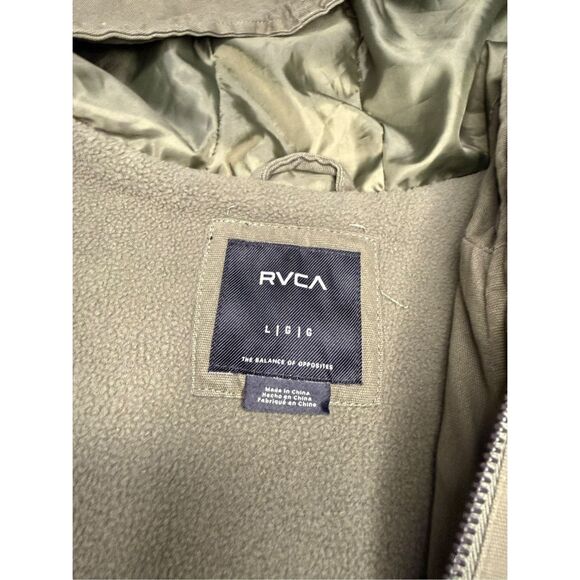 RVCA
L | G | G
THE BALANCE OF OPPOSITES
Made in China
Hecho en China
Fabriqué en Chine